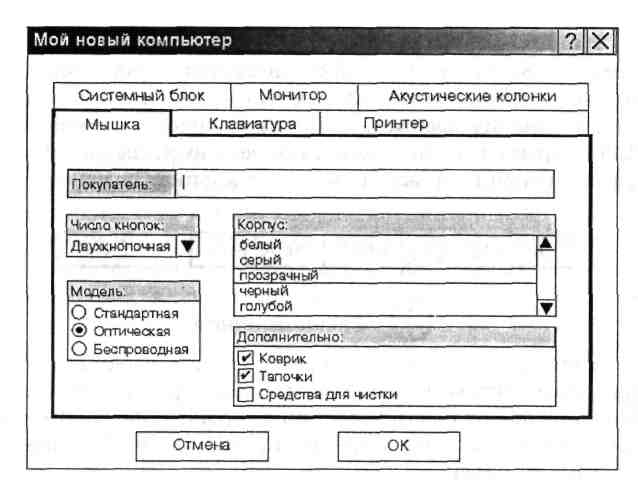 Мой новый компьютер ? X
Системный блок Монитор Акустические колонки
Мышка Клавиатура Принтер
Покупатель:
Число кнопок:
Двухкнопочная
Модель:
Стандартная
Оптическая
Беспроводная
Корпус:
белый
серый
прозрачный
черный
голубой
Дополнительно:
Коврик
Тапочки
Средства для чистки
Отмена OK